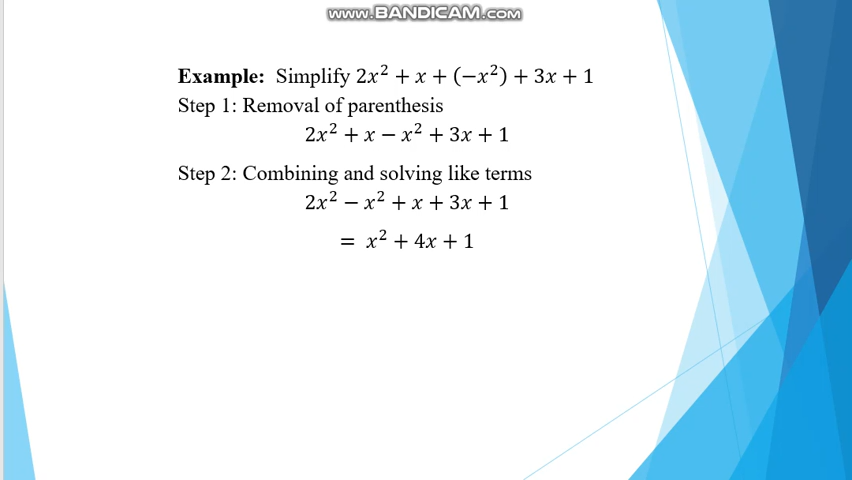 www.BANDICAM.com
Example: Simplify 2x² + x + (−x²) + 3x + 1
Step 1: Removal of parenthesis
2x² + x − x² + 3x + 1
Step 2: Combining and solving like terms
2x² − x² + x + 3x + 1
= x² + 4x + 1